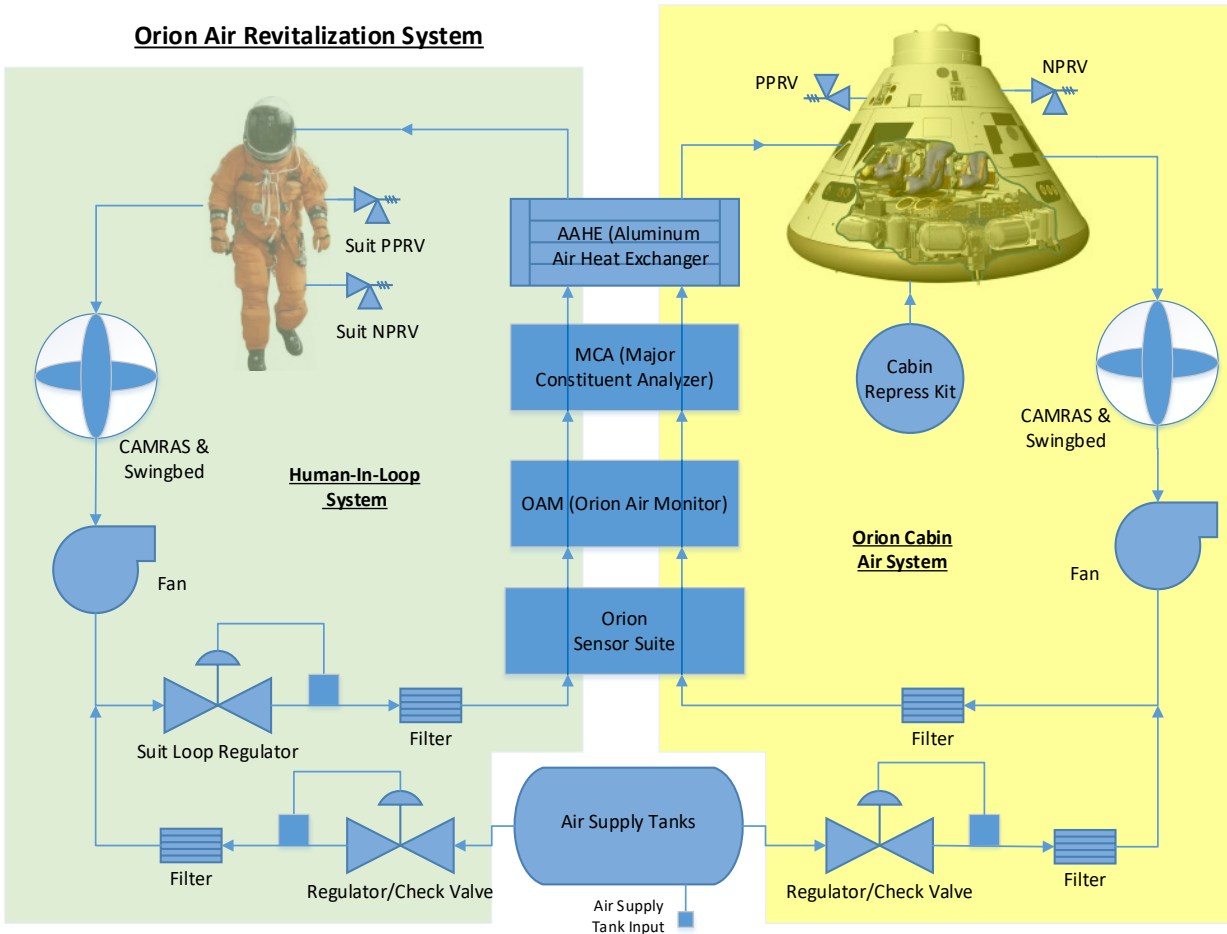 Orion Air Revitalization System
PPRV
NPRV
AAHE (Aluminum
Air Heat Exchanger
Suit PPRV
Suit NPRV
MCA (Major
Constituent Analyzer)
Cabin
Repress Kit
CAMRAS &
Swingbed
CAMRAS &
Swingbed
Human-In-Loop
System
OAM (Orion Air Monitor)
Orion Cabin
Air System
Fan
Fan
Orion
Sensor Suite
Suit Loop Regulator
Filter
Filter
Air Supply Tanks
Filter
Regulator/Check Valve
Regulator/Check Valve
Filter
Air Supply
Tank Input